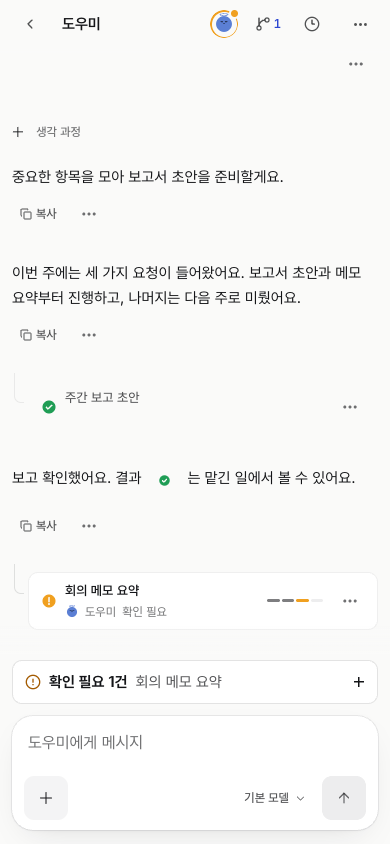 도우미
1
생각 과정
중요한 항목을 모아 보고서 초안을 준비할게요.
복사
이번 주에는 세 가지 요청이 들어왔어요. 보고서 초안과 메모
요약부터 진행하고, 나머지는 다음 주로 미뤘어요.
복사
주간 보고 초안
보고 확인했어요. 결과 는 맡긴 일에서 볼 수 있어요.
복사
회의 메모 요약
도우미 확인 필요
확인 필요 1건 회의 메모 요약
도우미에게 메시지
기본 모델